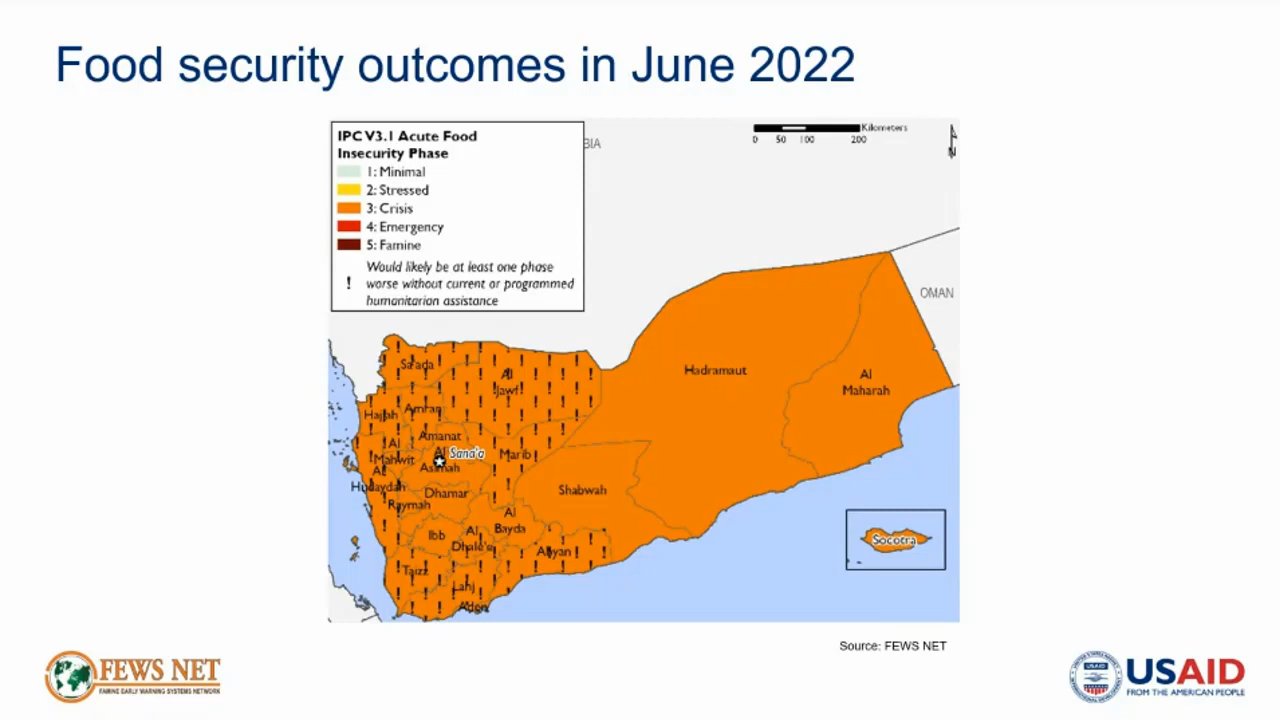 Food security outcomes in June 2022
IPC V3.1 Acute Food
Insecurity Phase
1: Minimal
2: Stressed
3: Crisis
4: Emergency
5: Famine
! Would likely be at least one phase
worse without current or programmed
humanitarian assistance
BIA
Kilometers
0 50 100 200
N
OMAN
Sa'ada
Al
Jawf
Hadramaut
Al
Maharah
Hajjah
Amran
Amanat
Al
Asimah
Sana'a
Al
Mahwit
Marib
Al
Hudaydah
Dhamar
Raymah
Shabwah
Al
Bayda
Ibb
Al
Dhale'e
Abyan
Taizz
Lahj
Aden
Socotra
Source: FEWS NET
FEWS NET
FAMINE EARLY WARNING SYSTEMS NETWORK
USAID
USAID
FROM THE AMERICAN PEOPLE